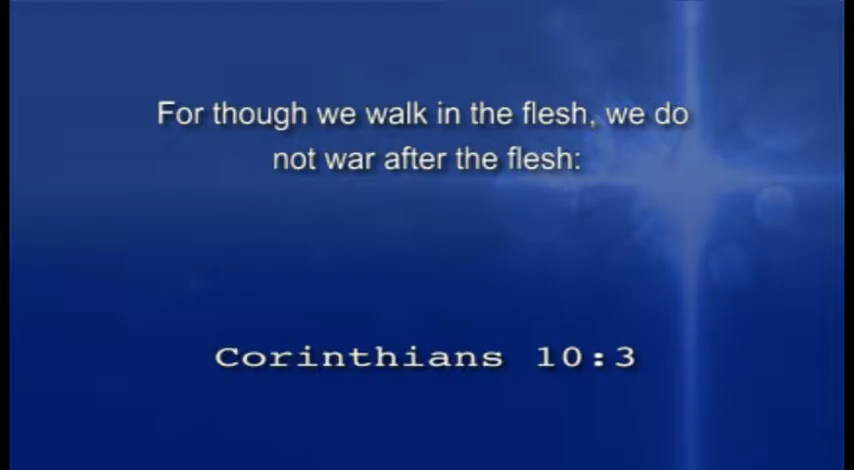 For though we walk in the flesh, we do
not war after the flesh:
Corinthians 10:3